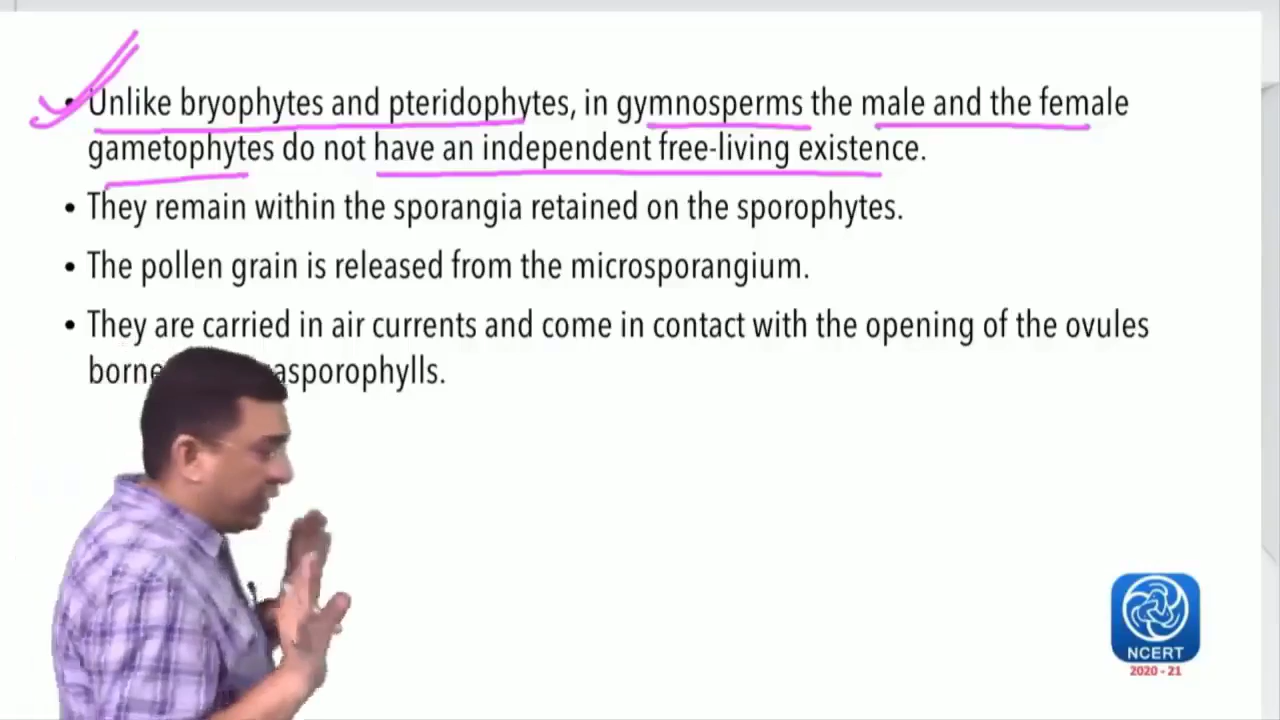 • Unlike bryophytes and pteridophytes, in gymnosperms the male and the female
gametophytes do not have an independent free-living existence.
• They remain within the sporangia retained on the sporophytes.
• The pollen grain is released from the microsporangium.
• They are carried in air currents and come in contact with the opening of the ovules
borne asporophylls.
NCERT
2020 - 21